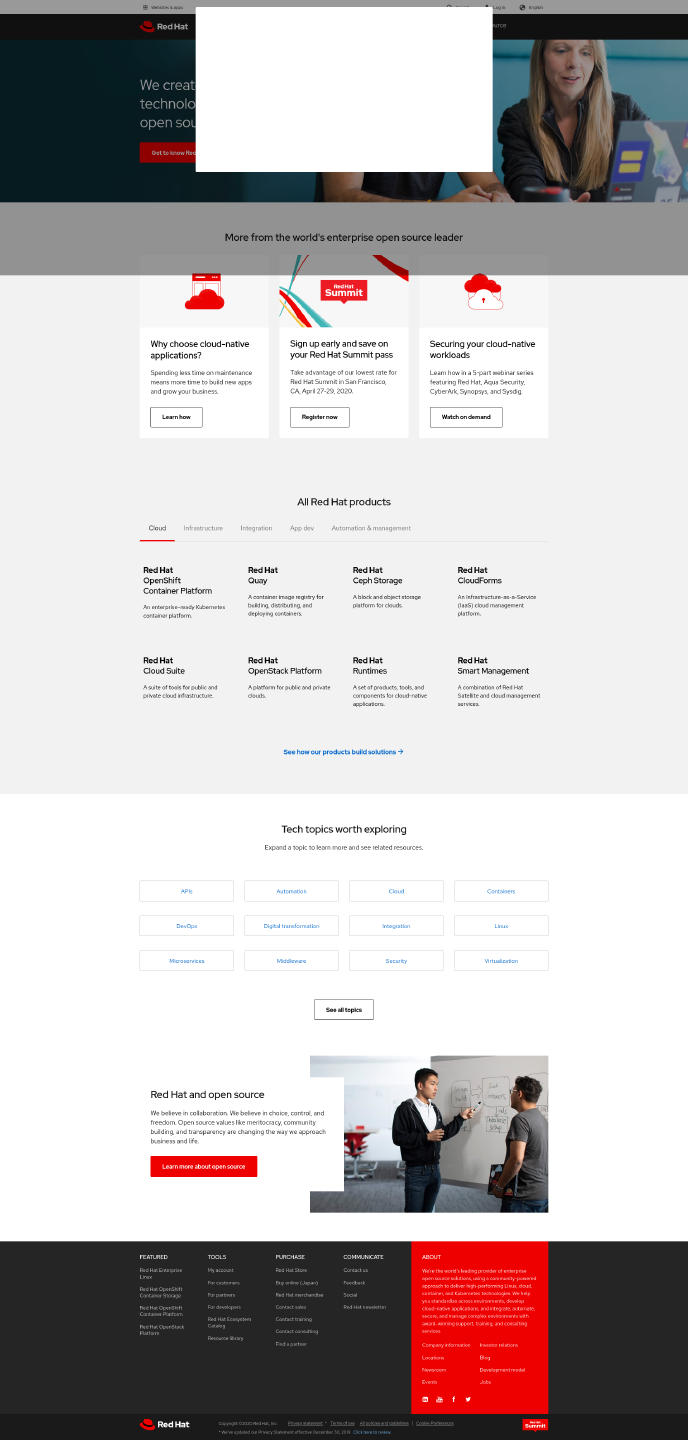 Websites & apps
Log in
English
Red Hat
We creat
technolo
open sou
Get to know Red
More from the world's enterprise open source leader
Red Hat
Summit
Why choose cloud-native
applications?
Spending less time on maintenance
means more time to build new apps
and grow your business.
Learn how
Sign up early and save on
your Red Hat Summit pass
Take advantage of our lowest rate for
Red Hat Summit in San Francisco,
CA, April 27-29, 2020.
Register now
Securing your cloud-native
workloads
Learn how in a 5-part webinar series
featuring Red Hat, Aqua Security,
CyberArk, Synopsys, and Sysdig.
Watch on demand
All Red Hat products
Cloud Infrastructure Integration App dev Automation & management
Red Hat
OpenShift
Container Platform
An enterprise-ready Kubernetes
container platform.
Red Hat
Quay
A container image registry for
building, distributing, and
deploying containers.
Red Hat
Ceph Storage
A block and object storage
platform for clouds.
Red Hat
CloudForms
An Infrastructure-as-a-Service
(IaaS) cloud management
platform.
Red Hat
Cloud Suite
A suite of tools for public and
private cloud infrastructure.
Red Hat
OpenStack Platform
A platform for public and private
clouds.
Red Hat
Runtimes
A set of products, tools, and
components for cloud-native
applications.
Red Hat
Smart Management
A combination of Red Hat
Satellite and cloud management
services.
See how our products build solutions →
Tech topics worth exploring
Expand a topic to learn more and see related resources.
APIs Automation Cloud Containers
DevOps Digital transformation Integration Linux
Microservices Middleware Security Virtualization
See all topics
Red Hat and open source
We believe in collaboration. We believe in choice, control, and
freedom. Open source values like meritocracy, community
building, and transparency are changing the way we approach
business and life.
Learn more about open source
FEATURED
Red Hat Enterprise
Linux
Red Hat OpenShift
Container Storage
Red Hat OpenShift
Container Platform
Red Hat OpenStack
Platform
TOOLS
My account
For customers
For partners
For developers
Red Hat Ecosystem
Catalog
Resource library
PURCHASE
Red Hat Store
Buy online (Japan)
Red Hat merchandise
Contact sales
Contact training
Contact consulting
Find a partner
COMMUNICATE
Contact us
Feedback
Social
Red Hat newsletter
ABOUT
We're the world's leading provider of enterprise
open source solutions, using a community-powered
approach to deliver high-performing Linux, cloud,
container, and Kubernetes technologies. We help
you standardize across environments, develop
cloud-native applications, and integrate, automate,
secure, and manage complex environments with
award-winning support, training, and consulting
services.
Company information Investor relations
Locations Blog
Newsroom Development model
Events Jobs
Red Hat
Copyright ©2020 Red Hat, Inc. Privacy statement * Terms of use All policies and guidelines | Cookie Preferences
* We've updated our Privacy Statement effective December 30, 2019. Click here to review.
Red Hat
Summit